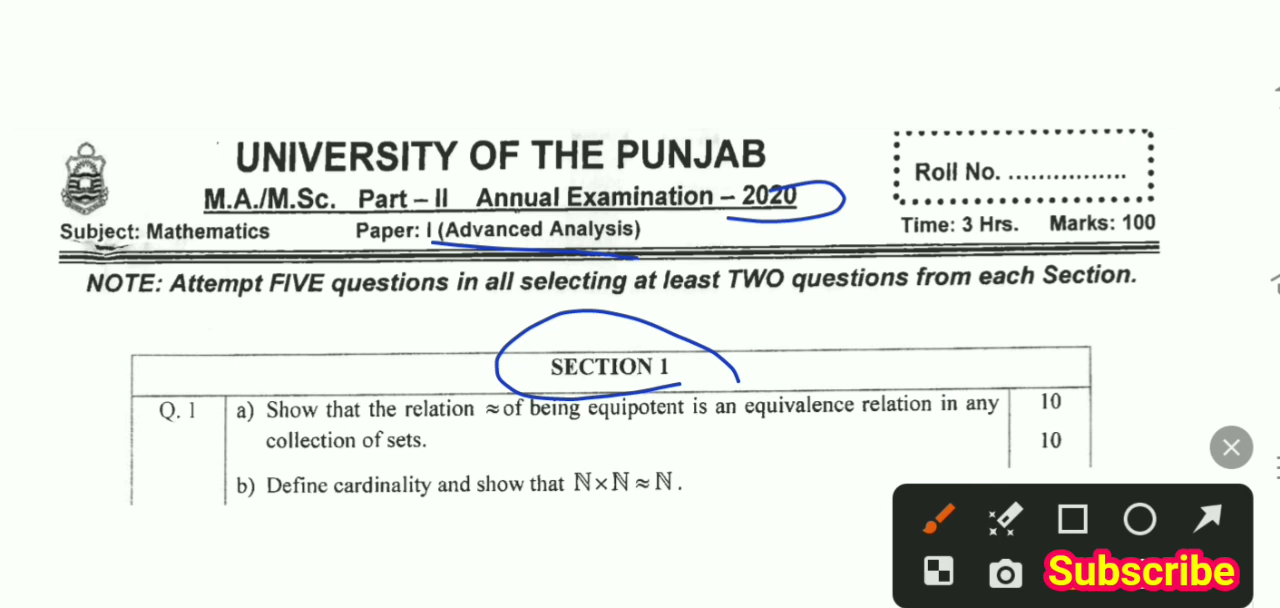 UNIVERSITY OF THE PUNJAB
M.A./M.Sc. Part – II Annual Examination – 2020
Subject: Mathematics Paper: I (Advanced Analysis)
Roll No. ................
Time: 3 Hrs. Marks: 100
NOTE: Attempt FIVE questions in all selecting at least TWO questions from each Section.
SECTION 1
Q. 1 a) Show that the relation ≈ of being equipotent is an equivalence relation in any 10
collection of sets. 10
b) Define cardinality and show that ℕ×ℕ≈ℕ.
Subscribe